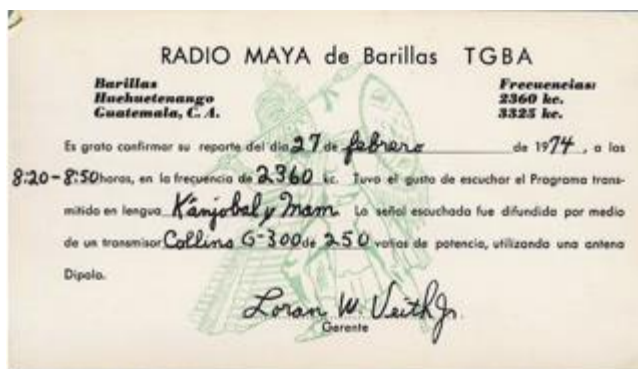 RADIO MAYA de Barillas TGBA
Barillas
Huehuetenango
Guatemala, C. A.
Frecuencias:
2360 kc.
3325 kc.
Es grato confirmar su reporte del día 27 de febrero de 1974, a las
8:20-8:50 horas, en la frecuencia de 2360 kc. Tuvo el gusto de escuchar el Programa trans-
mitido en lengua Kánjobal y Mam. La señal escuchada fue difundida por medio
de un transmisor Collins G-300 de 250 vatios de potencia, utilizando una antena
Dipolo.
Loran W. Veith Jr.
Gerente